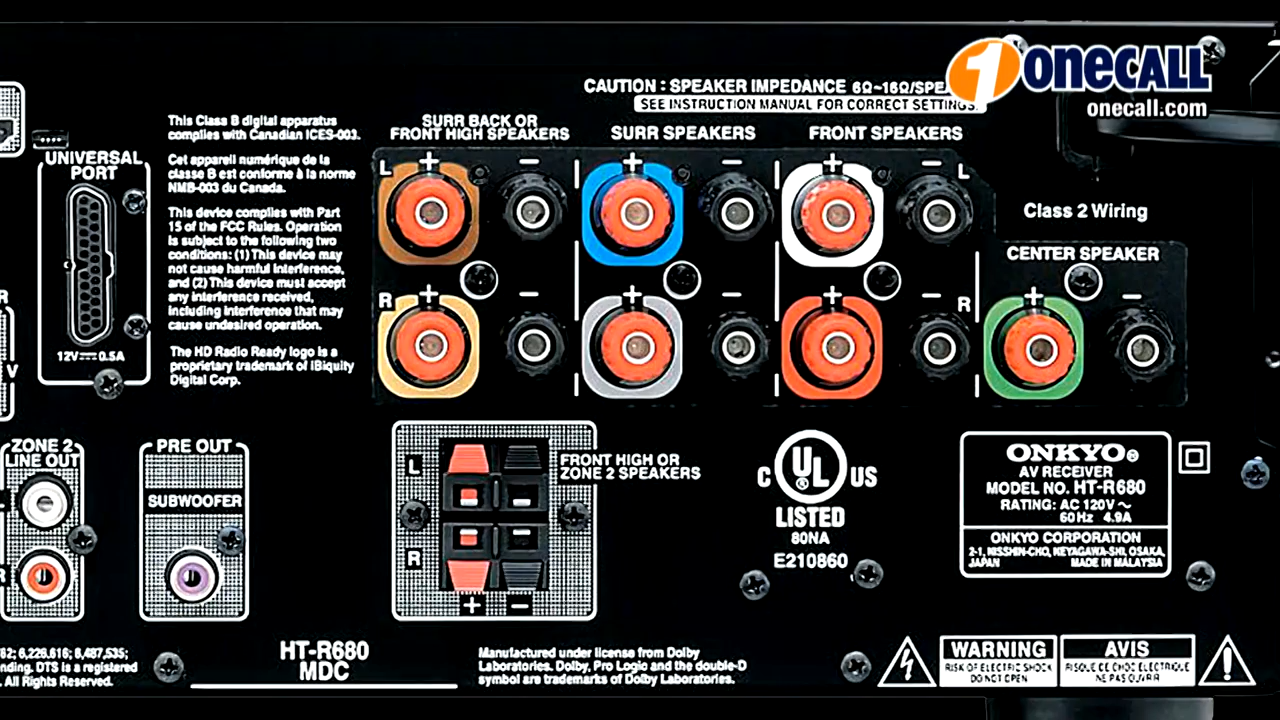 1 ONECALL
onecall.com
CAUTION : SPEAKER IMPEDANCE 6Ω~16Ω/SPEA
SEE INSTRUCTION MANUAL FOR CORRECT SETTINGS.
This Class B digital apparatus
complies with Canadian ICES-003.
Cet appareil numérique de la
classe B est conforme à la norme
NMB-003 du Canada.
This device complies with Part
15 of the FCC Rules. Operation
is subject to the following two
conditions: (1) This device may
not cause harmful interference,
and (2) This device must accept
any interference received,
including interference that may
cause undesired operation.
The HD Radio Ready logo is a
proprietary trademark of iBiquity
Digital Corp.
UNIVERSAL
PORT
12V⎓0.5A
SURR BACK OR
FRONT HIGH SPEAKERS
SURR SPEAKERS
FRONT SPEAKERS
L + − + − + − L
R + − + − + − R
Class 2 Wiring
CENTER SPEAKER
+ −
R
V
ZONE 2
LINE OUT
L
R
PRE OUT
SUBWOOFER
L
R
+ −
FRONT HIGH OR
ZONE 2 SPEAKERS
C UL US
®
LISTED
80NA
E210860
ONKYO®
AV RECEIVER
MODEL NO. HT-R680
RATING: AC 120V ~
60Hz 4.9A
ONKYO CORPORATION
2-1, NISSHIN-CHO, NEYAGAWA-SHI, OSAKA,
JAPAN MADE IN MALAYSIA
62; 6,226,616; 8,487,535;
nding. DTS is a registered
. All Rights Reserved.
HT-R680
MDC
Manufactured under license from Dolby
Laboratories. Dolby, Pro Logic and the double-D
symbol are trademarks of Dolby Laboratories.
WARNING
RISK OF ELECTRIC SHOCK
DO NOT OPEN
AVIS
RISQUE DE CHOC ELECTRIQUE
NE PAS OUVRIR
!